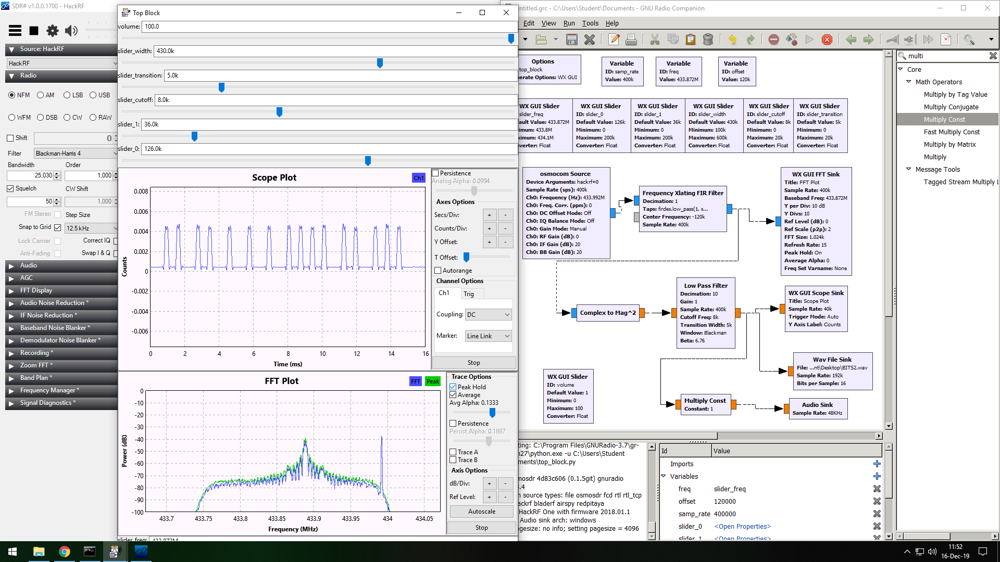 SDR# v1.0.0.1700 - HackRF
Source: HackRF
HackRF
Radio
NFM AM LSB USB
WFM DSB CW RAW
Shift 0
Filter Blackman-Harris 4
Bandwidth Order
25,030 1,000
Squelch CW Shift
50 1,000
FM Stereo Step Size
Snap to Grid 12.5 kHz
Lock Carrier Correct IQ
Anti-Fading Swap I & Q
Audio
AGC
FFT Display
Audio Noise Reduction *
IF Noise Reduction *
Baseband Noise Blanker *
Demodulator Noise Blanker *
Recording *
Zoom FFT *
Band Plan *
Frequency Manager *
Signal Diagnostics *
Top Block
volume: 100.0
slider_width: 430.0k
slider_transition: 5.0k
slider_cutoff: 8.0k
slider_1: 36.0k
slider_0: 126.0k
Scope Plot
Ch1
0.008
0.006
0.004
0.002
0
-0.002
-0.004
-0.006
Counts
0 2 4 6 8 10 12 14 16
Time (ms)
Persistence
Analog Alpha: 0.0994
Axes Options
Secs/Div: + -
Counts/Div: + -
Y Offset: + -
T Offset:
Autorange
Channel Options
Ch1 Trig
Coupling: DC
Marker: Line Link
Stop
FFT Plot
FFT Peak
0
-10
-20
-30
-40
-50
-60
-70
-80
-90
-100
Power (dB)
433.7 433.75 433.8 433.85 433.9 433.95 434 434.05
Frequency (MHz)
Trace Options
Peak Hold
Average
Avg Alpha: 0.1333
Persistence
Persist Alpha: 0.1887
Trace A
Trace B
Axis Options
dB/Div: + -
Ref Level: + -
Autoscale
Stop
slider_freq: 433.872M
ntitled.grc - C:\Users\Student\Documents - GNU Radio Companion
Edit View Run Tools Help
Options
top_block
erate Options: WX GUI
Variable
ID: samp_rate
Value: 400k
Variable
ID: freq
Value: 433.872M
Variable
ID: offset
Value: 120k
WX GUI Slider
slider_freq
ault Value: 433.872M
nimum: 433.8M
ximum: 434.1M
nverter: Float
WX GUI Slider
ID: slider_0
Default Value: 126k
Minimum: 0
Maximum: 200k
Converter: Float
WX GUI Slider
ID: slider_1
Default Value: 36k
Minimum: 0
Maximum: 200k
Converter: Float
WX GUI Slider
ID: slider_width
Default Value: 430k
Minimum: 100k
Maximum: 600k
Converter: Float
WX GUI Slider
ID: slider_cutoff
Default Value: 8k
Minimum: 0
Maximum: 20k
Converter: Float
WX GUI Slider
ID: slider_transition
Default Value: 5k
Minimum: 0
Maximum: 20k
Converter: Float
osmocom Source
Device Arguments: hackrf=0
Sample Rate (sps): 400k
Ch0: Frequency (Hz): 433.992M
Ch0: Freq. Corr. (ppm): 0
Ch0: DC Offset Mode: Off
Ch0: IQ Balance Mode: Off
Ch0: Gain Mode: Manual
Ch0: RF Gain (dB): 0
Ch0: IF Gain (dB): 20
Ch0: BB Gain (dB): 20
Frequency Xlating FIR Filter
Decimation: 1
Taps: firdes.low_pass(1, s...
Center Frequency: -120k
Sample Rate: 400k
WX GUI FFT Sink
Title: FFT Plot
Sample Rate: 400k
Baseband Freq: 433.872M
Y per Div: 10 dB
Y Divs: 10
Ref Level (dB): 0
Ref Scale (p2p): 2
FFT Size: 1.024k
Refresh Rate: 15
Peak Hold: On
Average Alpha: 0
Freq Set Varname: None
Complex to Mag^2
Low Pass Filter
Decimation: 10
Gain: 1
Sample Rate: 400k
Cutoff Freq: 8k
Transition Width: 5k
Window: Blackman
Beta: 6.76
WX GUI Scope Sink
Title: Scope Plot
Sample Rate: 40k
Trigger Mode: Auto
Y Axis Label: Counts
Wav File Sink
File: ...nt\Desktop\BITS2.wav
Sample Rate: 192k
Bits per Sample: 16
WX GUI Slider
ID: volume
Default Value: 1
Minimum: 0
Maximum: 100
Converter: Float
Multiply Const
Constant: 1
Audio Sink
Sample Rate: 48KHz
multi
Core
Math Operators
Multiply by Tag Value
Multiply Conjugate
Multiply Const
Fast Multiply Const
Multiply by Matrix
Multiply
Message Tools
Tagged Stream Multiply L
ting: C:\Program Files\GNURadio-3.7\gr-
n27\python.exe -u C:\Users\Student
ments\top_block.py
mosdr 4d83c606 (0.1.5git) gnuradio
.4
n source types: file osmosdr fcd rtl rtl_tcp
ackrf bladerf airspy redpitaya
HackRF One with firmware 2018.01.1
Audio sink arch: windows
agesize: no info; setting pagesize = 4096
Id Value
Imports
Variables
freq slider_freq
offset 120000
samp_rate 400000
slider_0 <Open Properties>
slider_1 <Open Properties>
11:52
16-Dec-19